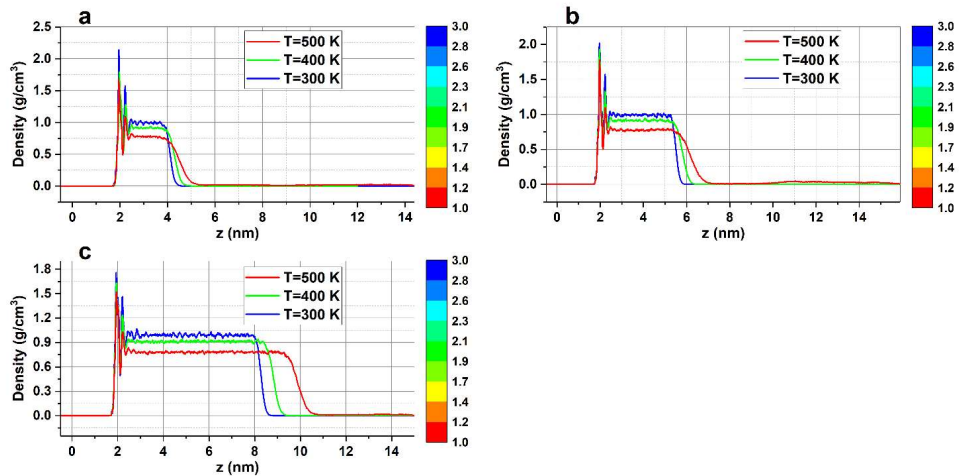 a
Density (g/cm³)
2.5
2.0
1.5
1.0
0.5
0.0
T=500 K
T=400 K
T=300 K
0 2 4 6 8 10 12 14
z (nm)
3.0
2.8
2.6
2.3
2.1
1.9
1.7
1.4
1.2
1.0
b
Density (g/cm³)
2.0
1.5
1.0
0.5
0.0
T=500 K
T=400 K
T=300 K
0 2 4 6 8 10 12 14
z (nm)
3.0
2.8
2.6
2.3
2.1
1.9
1.7
1.4
1.2
1.0
c
Density (g/cm³)
1.8
1.5
1.2
0.9
0.6
0.3
0.0
T=500 K
T=400 K
T=300 K
0 2 4 6 8 10 12 14
z (nm)
3.0
2.8
2.6
2.3
2.1
1.9
1.7
1.4
1.2
1.0